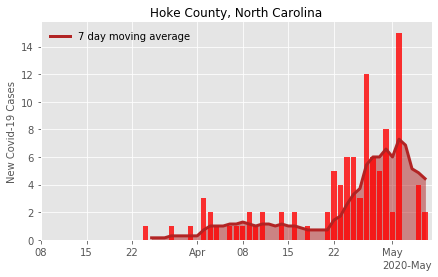 Hoke County, North Carolina
7 day moving average
New Covid-19 Cases
14
12
10
8
6
4
2
0
08 15 22 Apr 08 15 22 May
2020-May